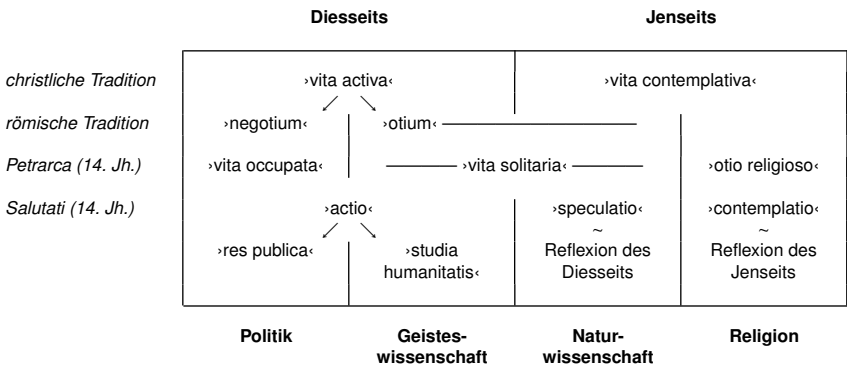 Diesseits Jenseits
christliche Tradition ›vita activa‹ ›vita contemplativa‹
römische Tradition ›negotium‹ ›otium‹
Petrarca (14. Jh.) ›vita occupata‹ ›vita solitaria‹ ›otio religioso‹
Salutati (14. Jh.) ›actio‹ ›speculatio‹ ›contemplatio‹
~ ~
›res publica‹ ›studia Reflexion des Reflexion des
humanitatis‹ Diesseits Jenseits
Politik Geistes- Natur- Religion
wissenschaft wissenschaft